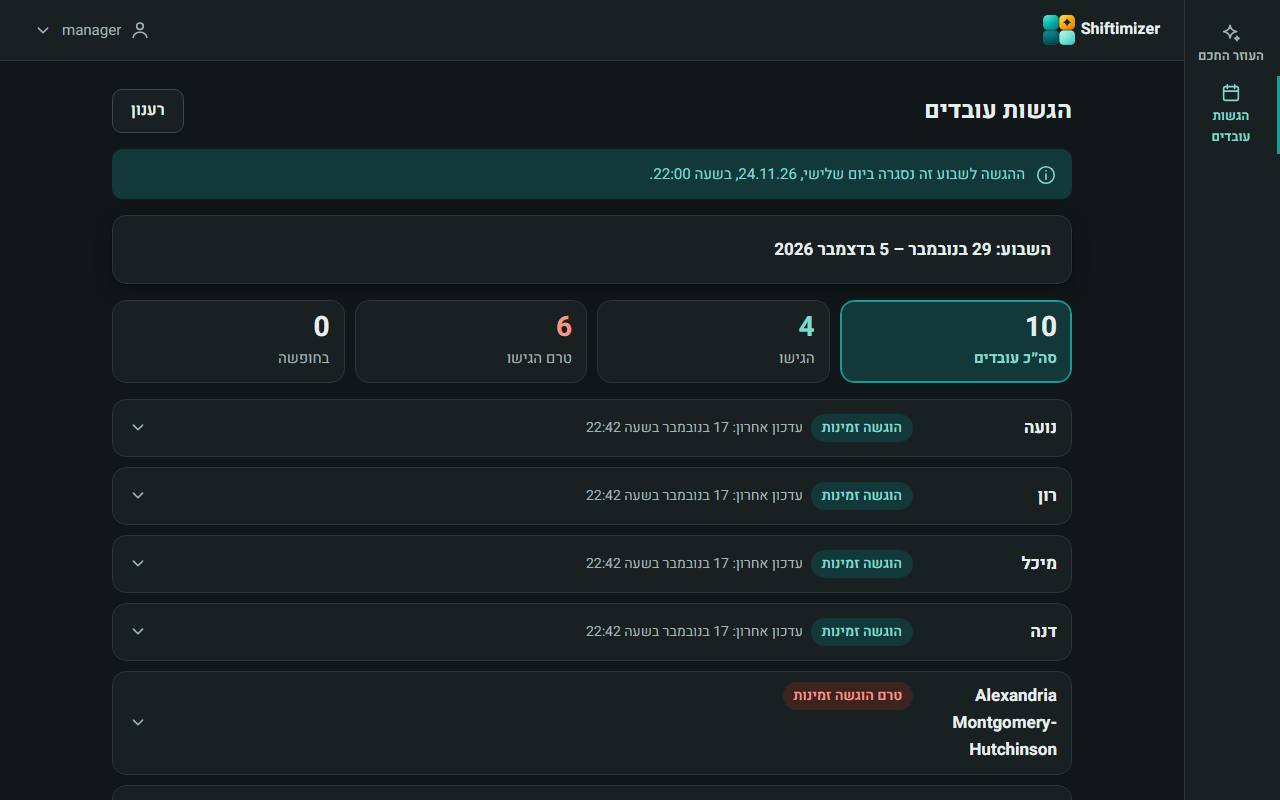 Shiftimizer
manager
העוזר החכם
הגשות
עובדים
הגשות עובדים
רענון
ההגשה לשבוע זה נסגרה ביום שלישי, 24.11.26, בשעה 22:00.
השבוע: 29 בנובמבר – 5 בדצמבר 2026
10
סה״כ עובדים
4
הגישו
6
טרם הגישו
0
בחופשה
נועה הוגשה זמינות עדכון אחרון: 17 בנובמבר בשעה 22:42
רון הוגשה זמינות עדכון אחרון: 17 בנובמבר בשעה 22:42
מיכל הוגשה זמינות עדכון אחרון: 17 בנובמבר בשעה 22:42
דנה הוגשה זמינות עדכון אחרון: 17 בנובמבר בשעה 22:42
Alexandria טרם הוגשה זמינות
Montgomery-
Hutchinson